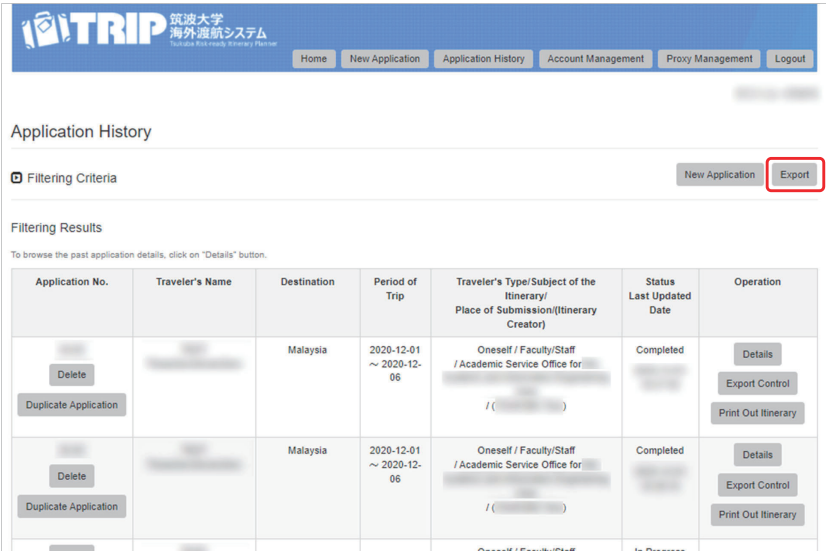 TRIP 筑波大学
海外渡航システム
Tsukuba Risk-ready Itinerary Planner
Home New Application Application History Account Management Proxy Management Logout
Application History
Filtering Criteria New Application Export
Filtering Results
To browse the past application details, click on "Details" button.
Application No. Traveler's Name Destination Period of Trip Traveler's Type/Subject of the Itinerary/ Place of Submission/(Itinerary Creator) Status Last Updated Date Operation
Malaysia 2020-12-01 Oneself / Faculty/Staff Completed Details
Delete ～ 2020-12- / Academic Service Office for
06 Export Control
Duplicate Application / ( ) Print Out Itinerary
Malaysia 2020-12-01 Oneself / Faculty/Staff Completed Details
Delete ～ 2020-12- / Academic Service Office for
06 Export Control
Duplicate Application / ( ) Print Out Itinerary
Oneself / Faculty/Staff In Progress